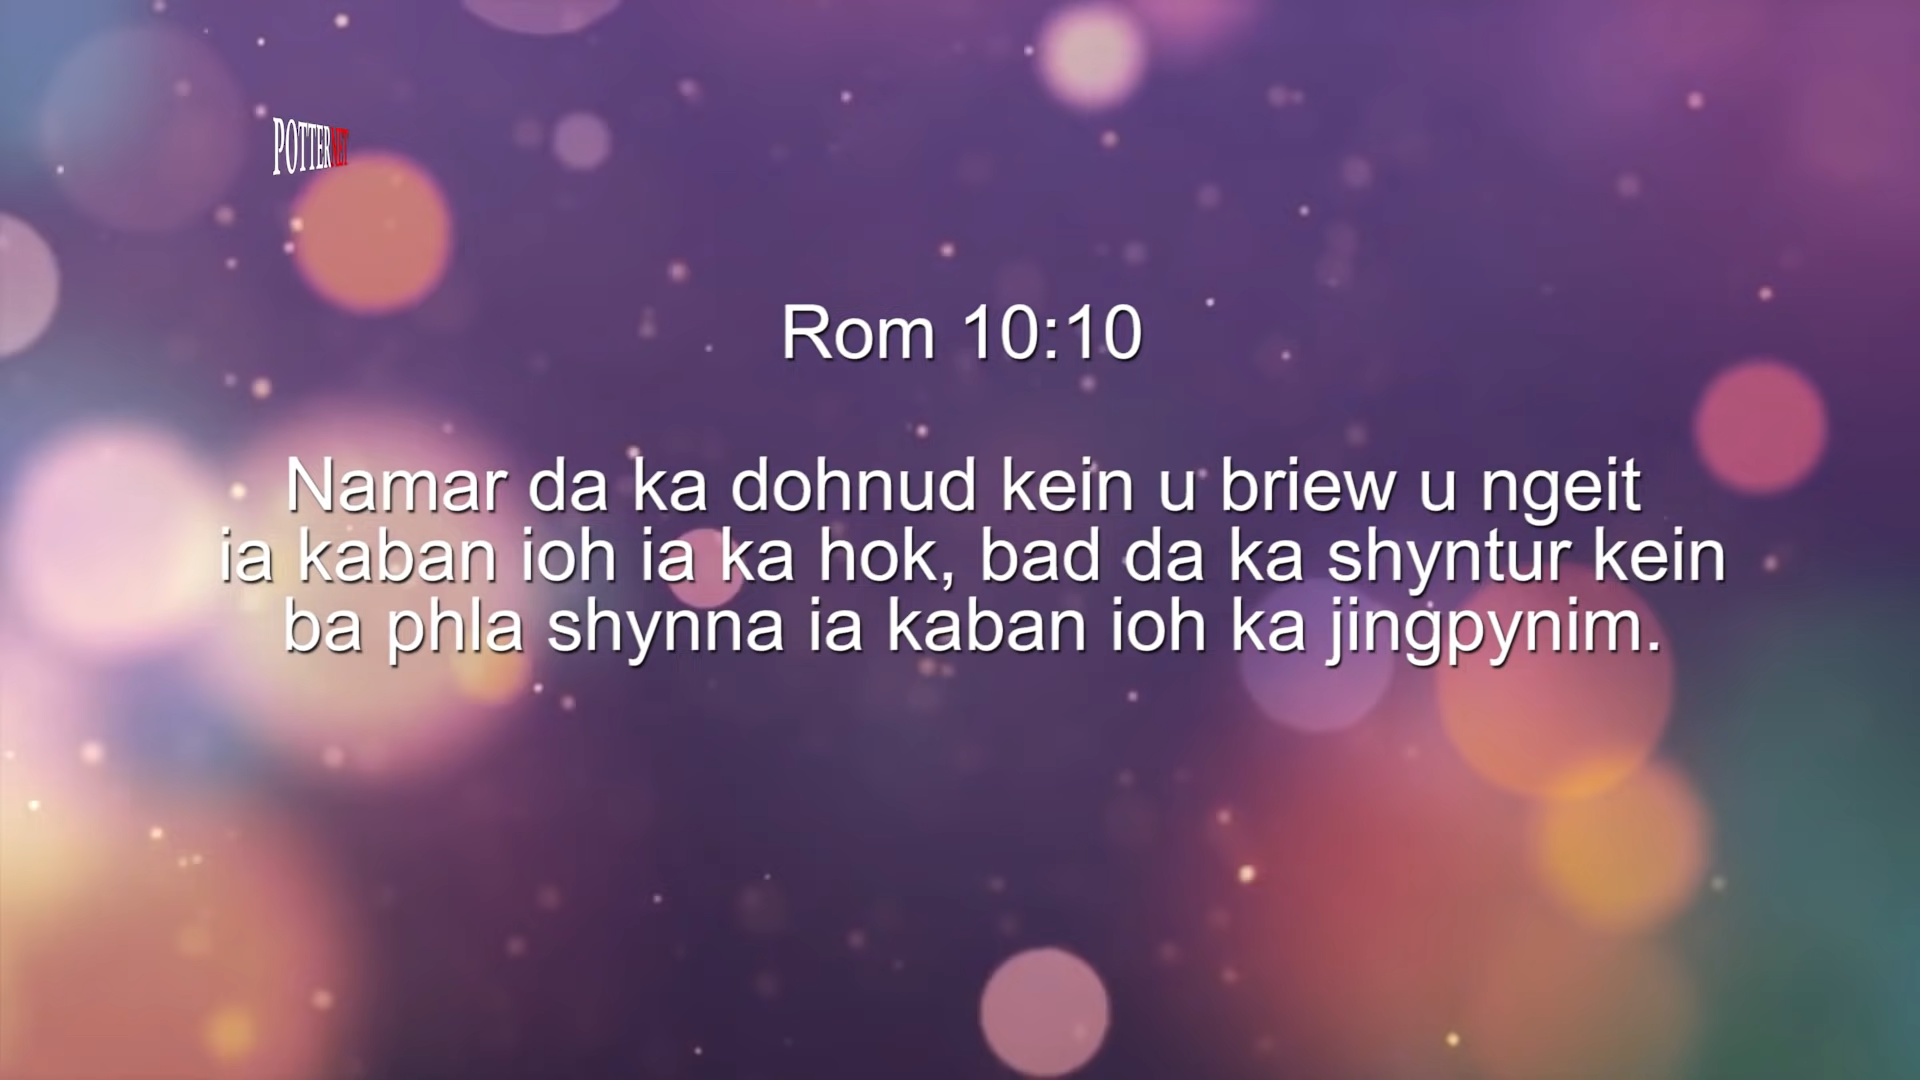 POTTERNET
Rom 10:10
Namar da ka dohnud kein u briew u ngeit
ia kaban ioh ia ka hok, bad da ka shyntur kein
ba phla shynna ia kaban ioh ka jingpynim.